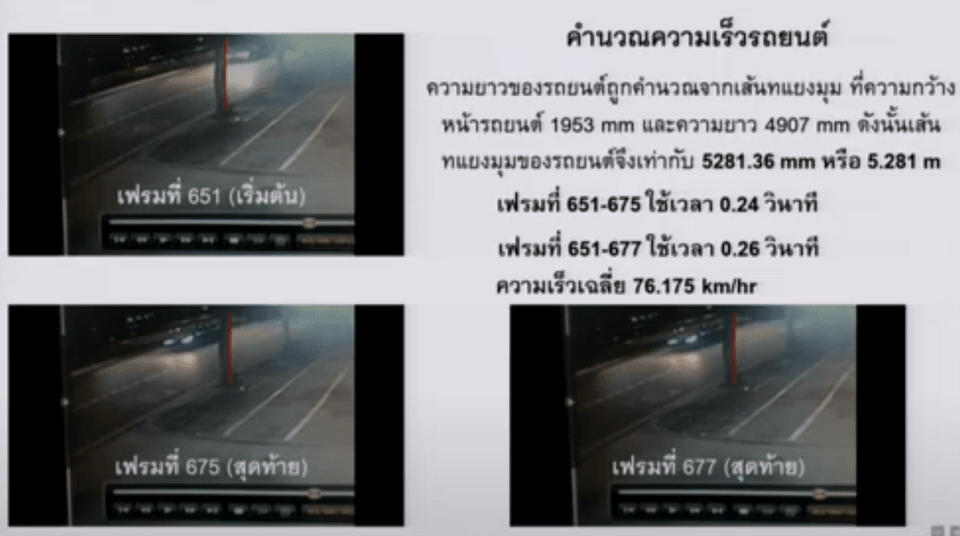 คำนวณความเร็วรถยนต์
ความยาวของรถยนต์ถูกคำนวณจากเส้นทแยงมุม ที่ความกว้าง
หน้ารถยนต์ 1953 mm และความยาว 4907 mm ดังนั้นเส้น
ทแยงมุมของรถยนต์จึงเท่ากับ 5281.36 mm หรือ 5.281 m
เฟรมที่ 651-675 ใช้เวลา 0.24 วินาที
เฟรมที่ 651-677 ใช้เวลา 0.26 วินาที
ความเร็วเฉลี่ย 76.175 km/hr
เฟรมที่ 651 (เริ่มต้น)
เฟรมที่ 675 (สุดท้าย)
เฟรมที่ 677 (สุดท้าย)